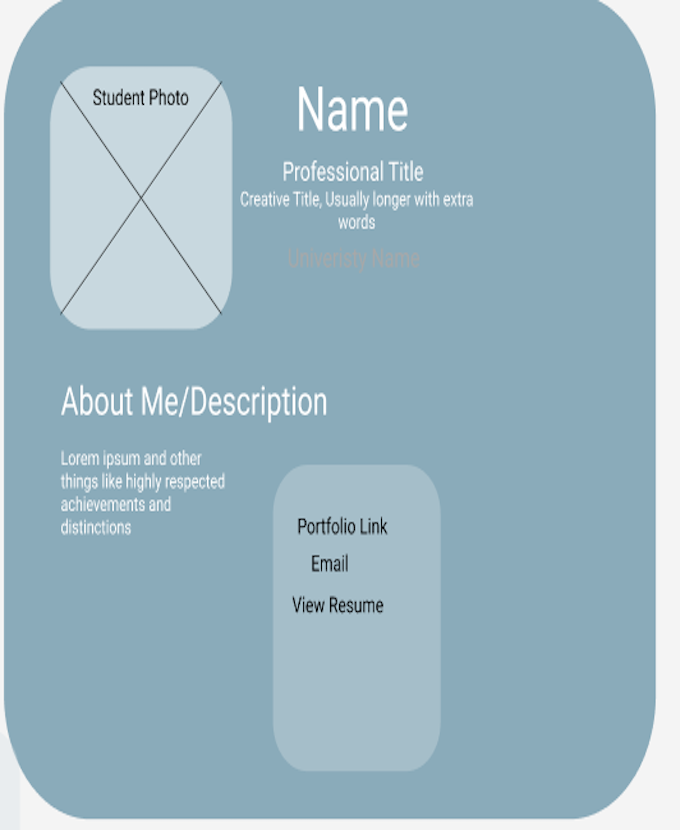 Student Photo
Name
Professional Title
Creative Title, Usually longer with extra
words
Univeristy Name
About Me/Description
Lorem ipsum and other
things like highly respected
achievements and
distinctions
Portfolio Link
Email
View Resume